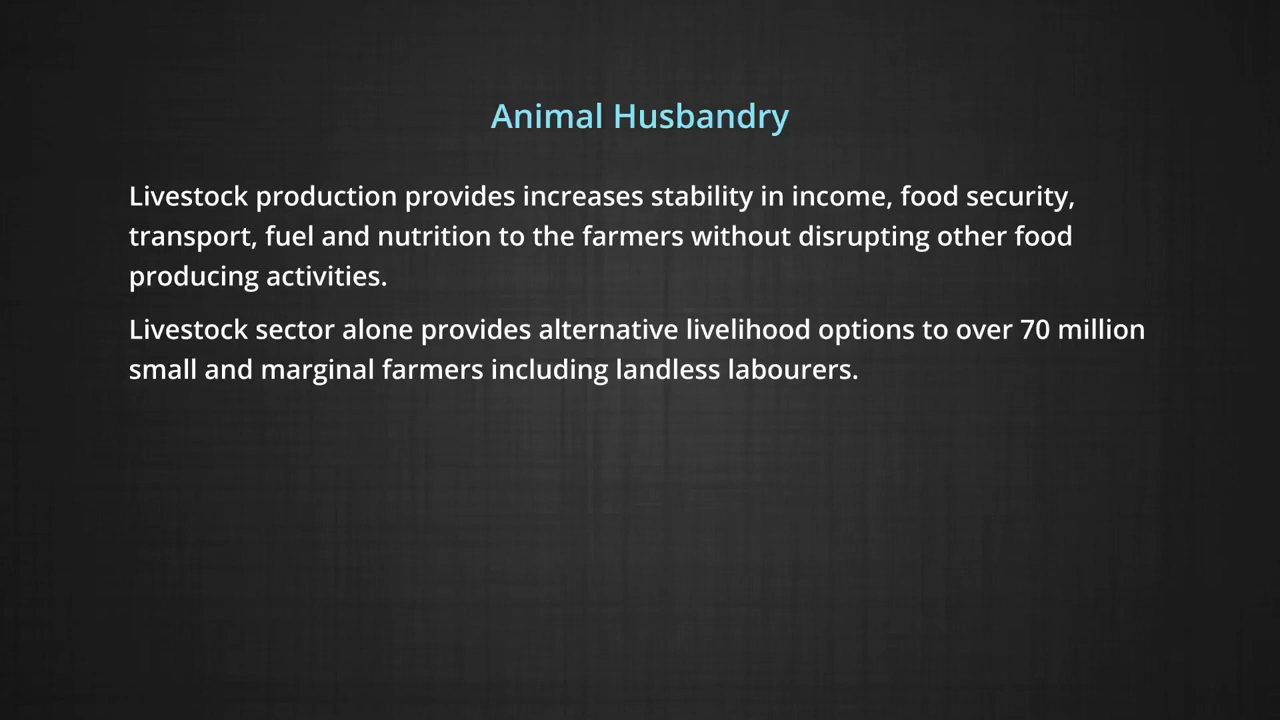 Animal Husbandry
Livestock production provides increases stability in income, food security,
transport, fuel and nutrition to the farmers without disrupting other food
producing activities.
Livestock sector alone provides alternative livelihood options to over 70 million
small and marginal farmers including landless labourers.